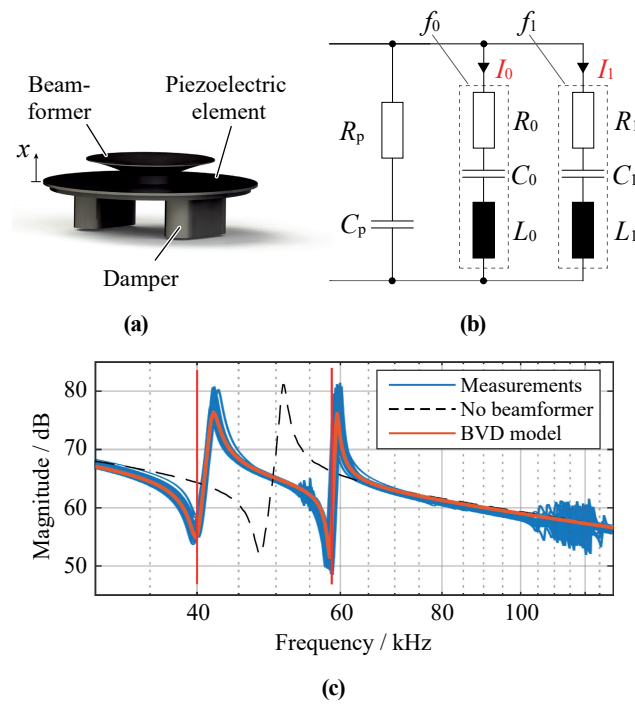 Beam-
former
Piezoelectric
element
x
Damper
(a)
f₀
f₁
I₀
I₁
Rₚ
R₀
R₁
C₀
C₁
Cₚ
L₀
L₁
(b)
Magnitude / dB
80
70
60
50
Measurements
No beamformer
BVD model
40
60
80
100
Frequency / kHz
(c)